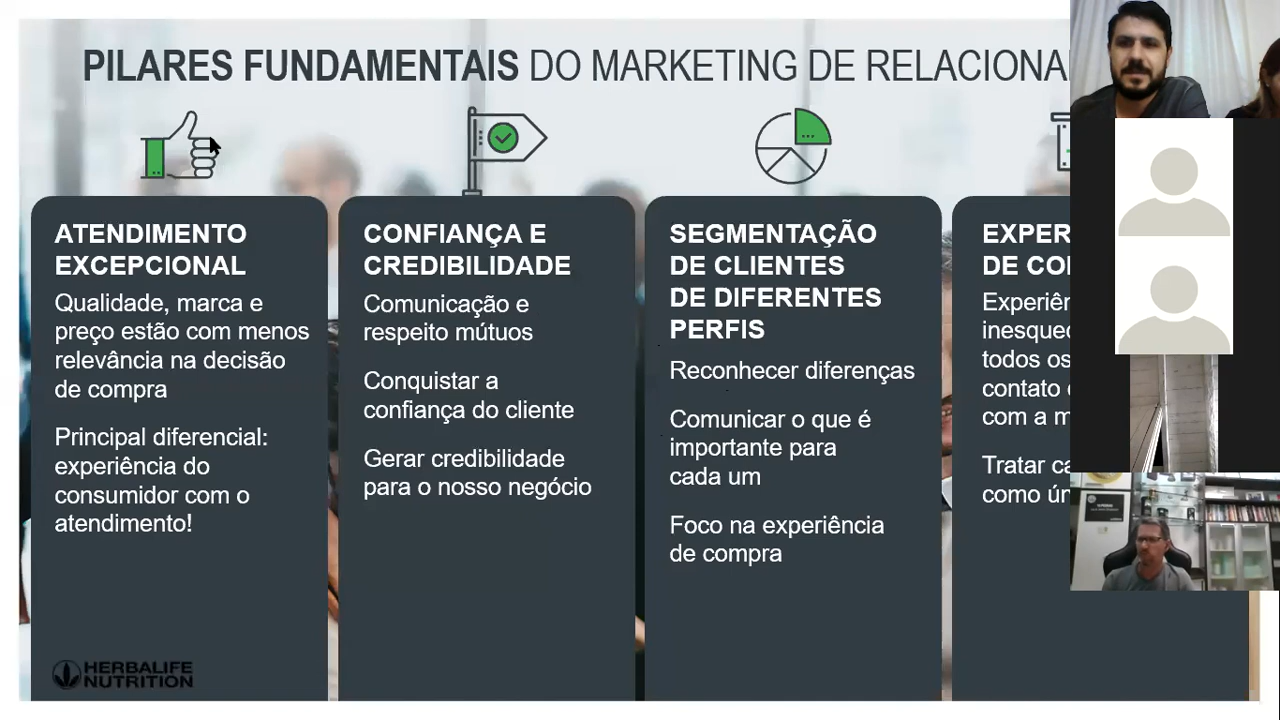 PILARES FUNDAMENTAIS DO MARKETING DE RELACIONA
ATENDIMENTO
EXCEPCIONAL
Qualidade, marca e
preço estão com menos
relevância na decisão
de compra
Principal diferencial:
experiência do
consumidor com o
atendimento!
CONFIANÇA E
CREDIBILIDADE
Comunicação e
respeito mútuos
Conquistar a
confiança do cliente
Gerar credibilidade
para o nosso negócio
SEGMENTAÇÃO
DE CLIENTES
DE DIFERENTES
PERFIS
Reconhecer diferenças
Comunicar o que é
importante para
cada um
Foco na experiência
de compra
EXPER
DE CO
Experiên
inesquec
todos os
contato
com a m
Tratar ca
como ún
HERBALIFE
NUTRITION